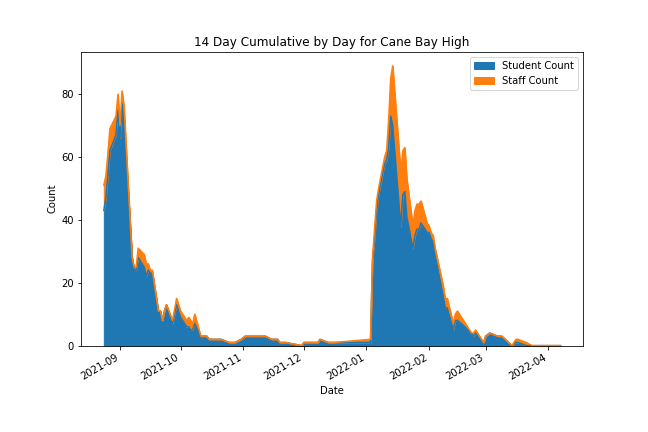 14 Day Cumulative by Day for Cane Bay High
Student Count
Staff Count
80
60
40
20
0
Count
2021-09
2021-10
2021-11
2021-12
2022-01
2022-02
2022-03
2022-04
Date